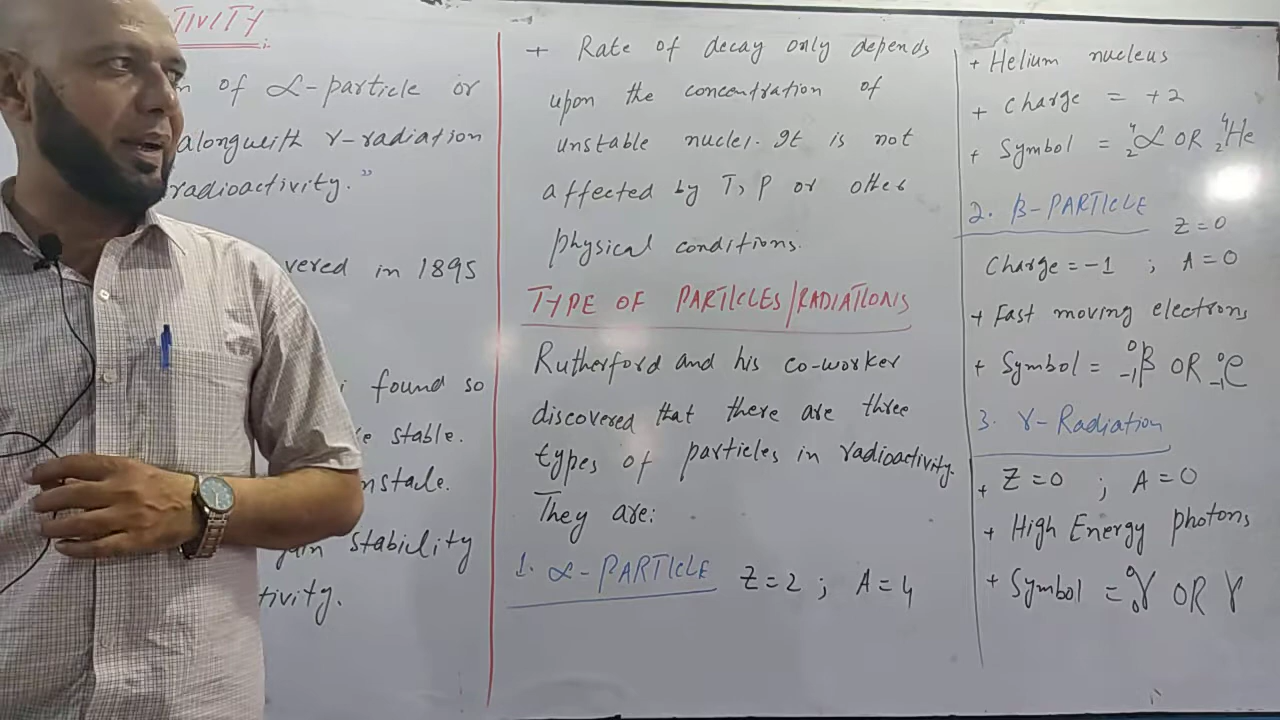 TIVITY
of α-particle or
alongwith γ-radiation
radioactivity."
vered in 1895
found so
e stable.
nstacle.
gain stability
tivity.
+ Rate of decay only depends
upon the concentration of
unstable nuclei. It is not
affected by T, P or other
physical conditions.
TYPE OF PARTICLES/RADIATIONS
Rutherford and his co-worker
discovered that there are three
types of particles in radioactivity.
They are:
1. α-PARTICLE Z=2 ; A=4
+ Helium nucleus
+ Charge = +2
+ Symbol = ⁴₂α OR ⁴₂He
2. β-PARTICLE Z=0
Charge = -1 ; A=0
+ Fast moving electrons
+ Symbol = ⁰₋₁β OR ⁰₋₁e
3. γ-Radiation
+ Z=0 ; A=0
+ High Energy photons
+ Symbol = ⁰₀γ OR γ